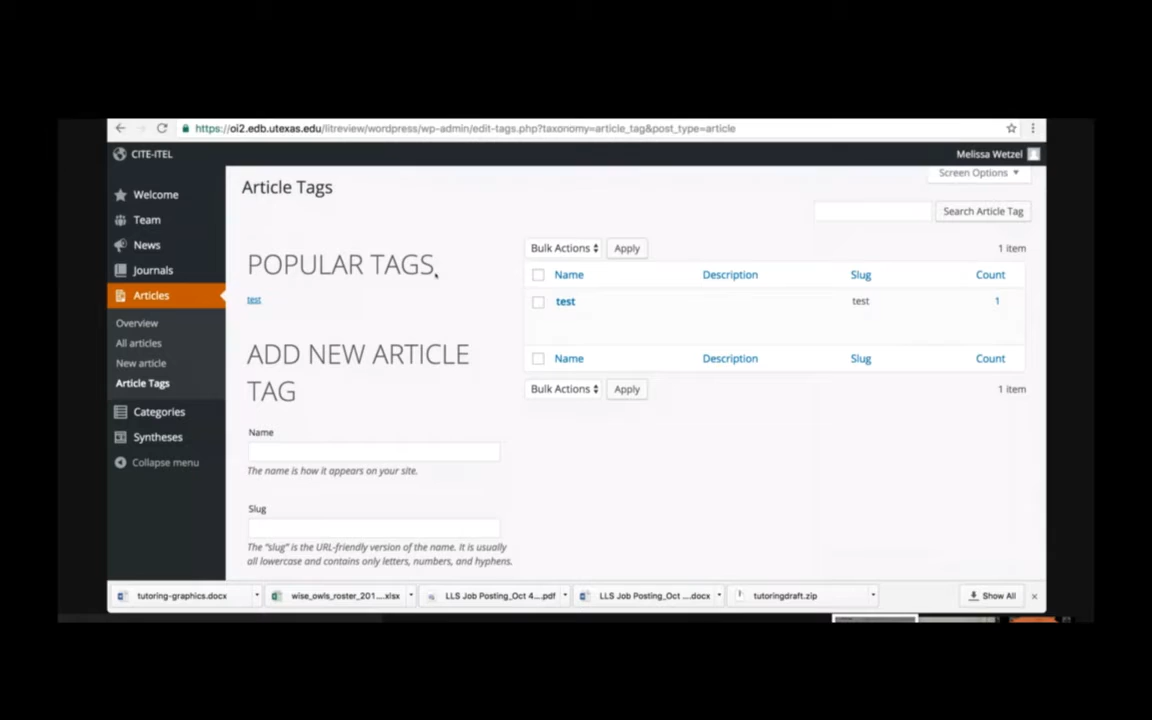 https://oi2.edb.utexas.edu/litreview/wordpress/wp-admin/edit-tags.php?taxonomy=article_tag&post_type=article
CITE-ITEL
Melissa Wetzel
Welcome
Team
News
Journals
Articles
Overview
All articles
New article
Article Tags
Categories
Syntheses
Collapse menu
Article Tags
Screen Options
Search Article Tag
POPULAR TAGS
test
ADD NEW ARTICLE
TAG
Name
The name is how it appears on your site.
Slug
The "slug" is the URL-friendly version of the name. It is usually
all lowercase and contains only letters, numbers, and hyphens.
Bulk Actions Apply 1 item
Name Description Slug Count
test test 1
Name Description Slug Count
Bulk Actions Apply 1 item
tutoring-graphics.docx wise_owls_roster_201....xlsx LLS Job Posting_Oct 4....pdf LLS Job Posting_Oct ....docx tutoringdraft.zip Show All